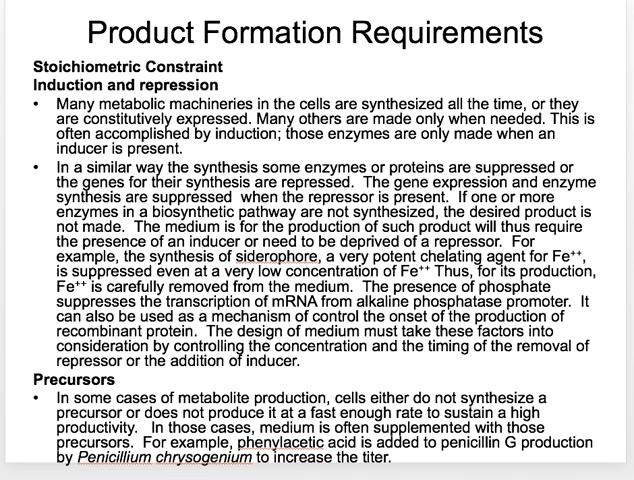 Product Formation Requirements
Stoichiometric Constraint
Induction and repression
• Many metabolic machineries in the cells are synthesized all the time, or they
are constitutively expressed. Many others are made only when needed. This is
often accomplished by induction; those enzymes are only made when an
inducer is present.
• In a similar way the synthesis some enzymes or proteins are suppressed or
the genes for their synthesis are repressed. The gene expression and enzyme
synthesis are suppressed when the repressor is present. If one or more
enzymes in a biosynthetic pathway are not synthesized, the desired product is
not made. The medium is for the production of such product will thus require
the presence of an inducer or need to be deprived of a repressor. For
example, the synthesis of siderophore, a very potent chelating agent for Fe⁺⁺,
is suppressed even at a very low concentration of Fe⁺⁺ Thus, for its production,
Fe⁺⁺ is carefully removed from the medium. The presence of phosphate
suppresses the transcription of mRNA from alkaline phosphatase promoter. It
can also be used as a mechanism of control the onset of the production of
recombinant protein. The design of medium must take these factors into
consideration by controlling the concentration and the timing of the removal of
repressor or the addition of inducer.
Precursors
• In some cases of metabolite production, cells either do not synthesize a
precursor or does not produce it at a fast enough rate to sustain a high
productivity. In those cases, medium is often supplemented with those
precursors. For example, phenylacetic acid is added to penicillin G production
by Penicillium chrysogenium to increase the titer.